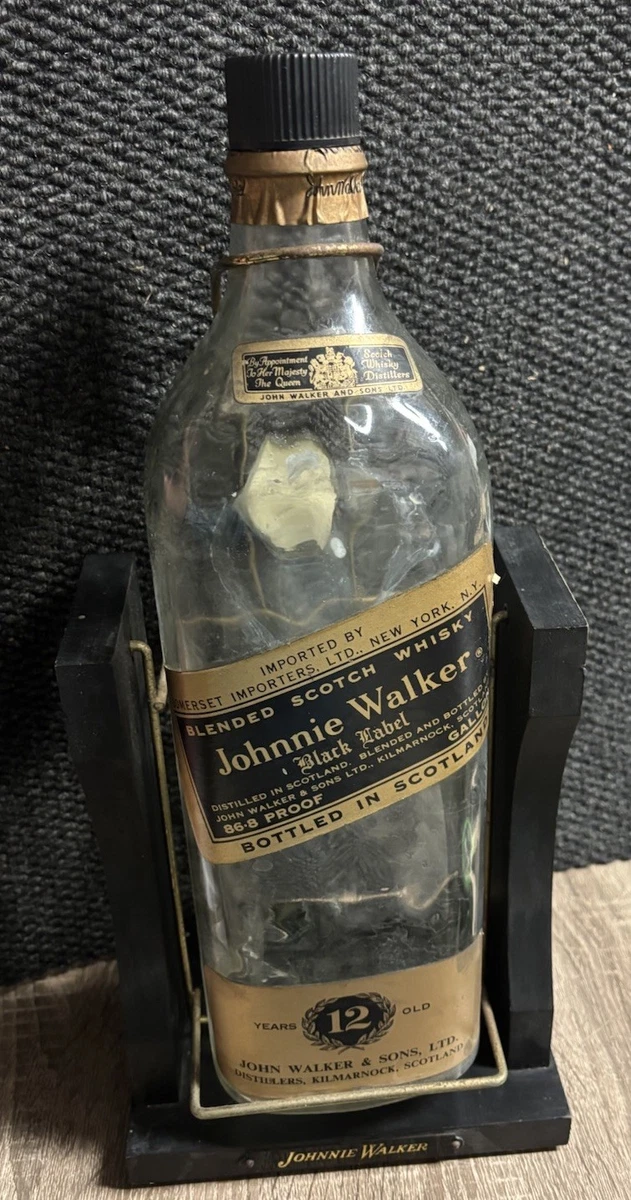 By Appointment
To Her Majesty
The Queen
Scotch
Whisky
Distillers
JOHN WALKER AND SONS LTD
IMPORTED BY
SOMERSET IMPORTERS, LTD., NEW YORK, N.Y.
BLENDED SCOTCH WHISKY
Johnnie Walker®
Black Label
DISTILLED IN SCOTLAND. BLENDED AND BOTTLED
JOHN WALKER & SONS LTD., KILMARNOCK,
86·8 PROOF
BOTTLED IN SCOTLAND
YEARS 12 OLD
JOHN WALKER & SONS, LTD.
DISTILLERS, KILMARNOCK, SCOTLAND
JOHNNIE WALKER